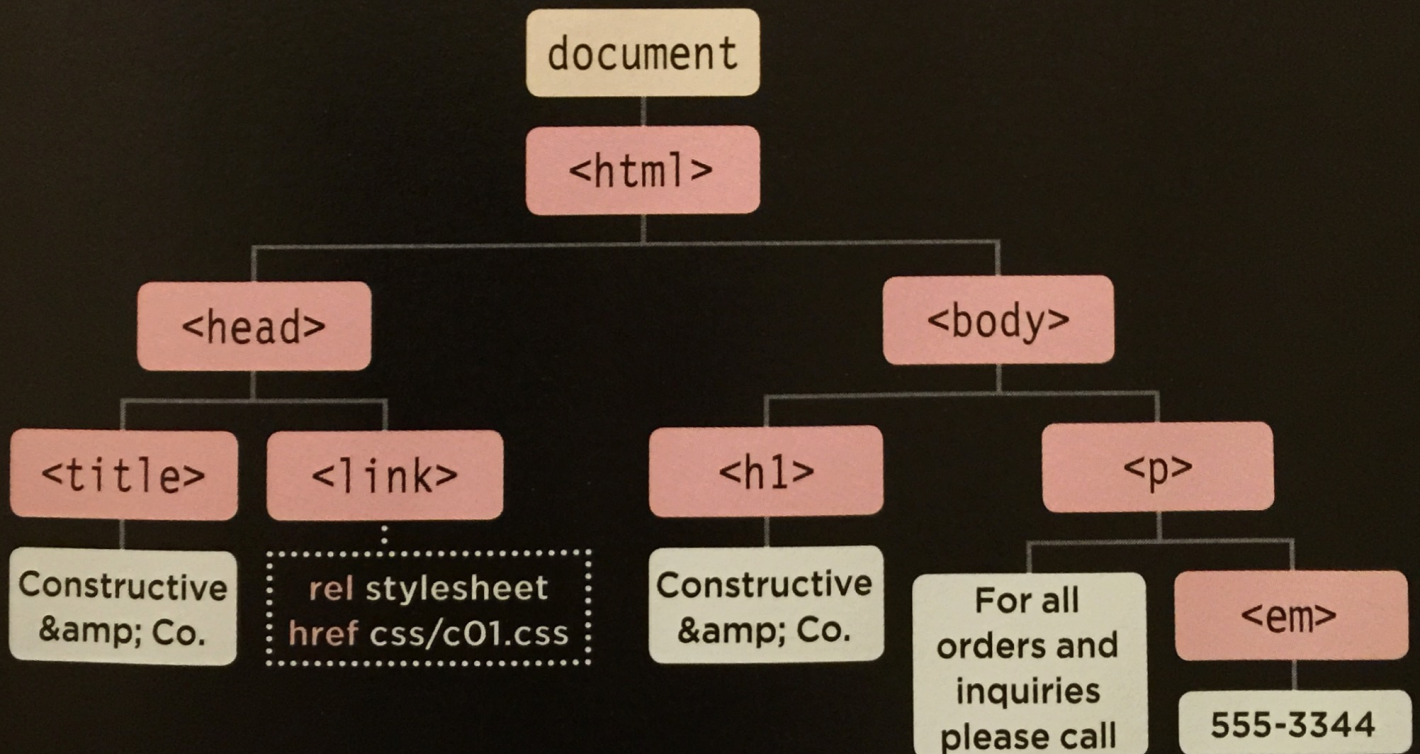 document
<html>
<head>
<body>
<title>
<link>
<h1>
<p>
Constructive
&amp; Co.
rel stylesheet
href css/c01.css
Constructive
&amp; Co.
For all
orders and
inquiries
please call
<em>
555-3344